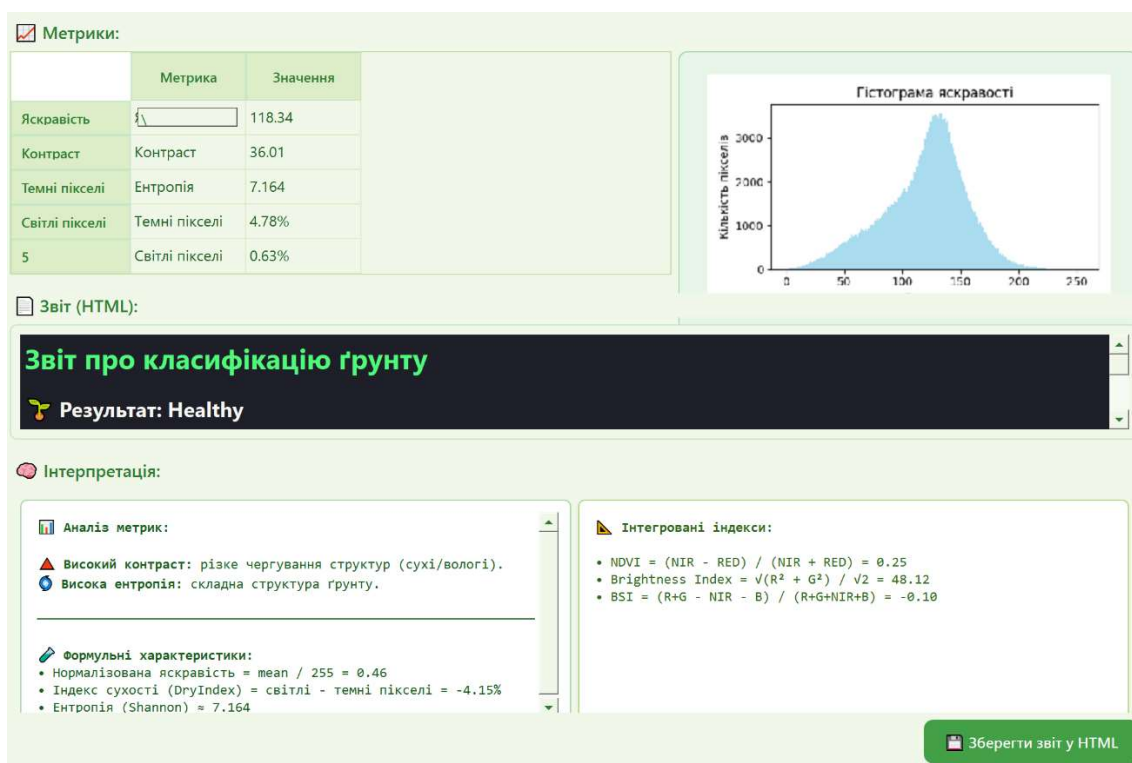 Метрики:
Метрика Значення
Яскравість 118.34
Контраст Контраст 36.01
Темні пікселі Ентропія 7.164
Світлі пікселі Темні пікселі 4.78%
5 Світлі пікселі 0.63%
Гістограма яскравості
Кількість пікселів
3000
2000
1000
0
0 50 100 150 200 250
Звіт (HTML):
Звіт про класифікацію ґрунту
Результат: Healthy
Інтерпретація:
Аналіз метрик:
Високий контраст: різке чергування структур (сухі/вологі).
Висока ентропія: складна структура ґрунту.
Формульні характеристики:
• Нормалізована яскравість = mean / 255 = 0.46
• Індекс сухості (DryIndex) = світлі - темні пікселі = -4.15%
• Ентропія (Shannon) ≈ 7.164
Інтегровані індекси:
• NDVI = (NIR - RED) / (NIR + RED) = 0.25
• Brightness Index = √(R² + G²) / √2 = 48.12
• BSI = (R+G - NIR - B) / (R+G+NIR+B) = -0.10
Зберегти звіт у HTML